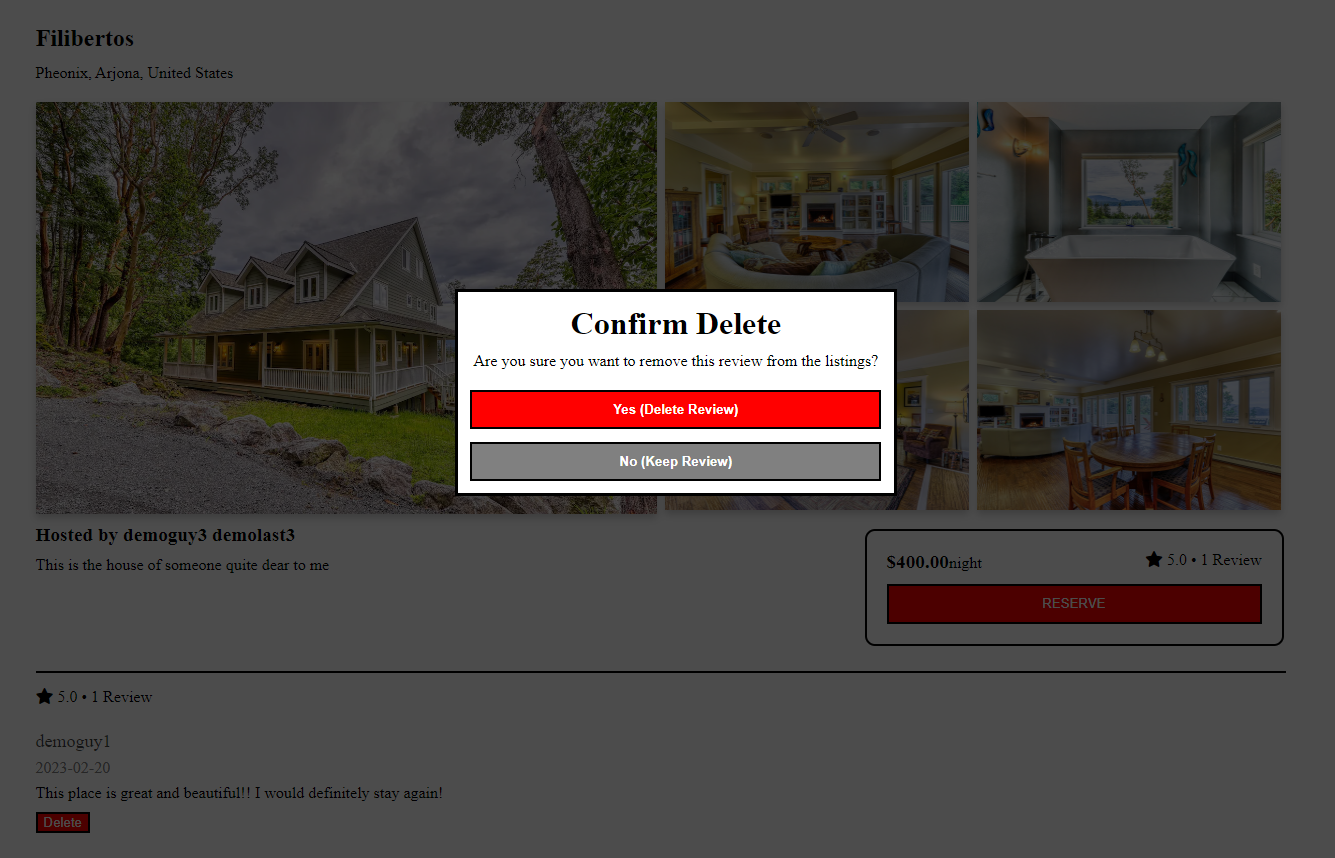 Filibertos
Pheonix, Arjona, United States
Confirm Delete
Are you sure you want to remove this review from the listings?
Yes (Delete Review)
No (Keep Review)
Hosted by demoguy3 demolast3
This is the house of someone quite dear to me
$400.00night
5.0 • 1 Review
RESERVE
5.0 • 1 Review
demoguy1
2023-02-20
This place is great and beautiful!! I would definitely stay again!
Delete